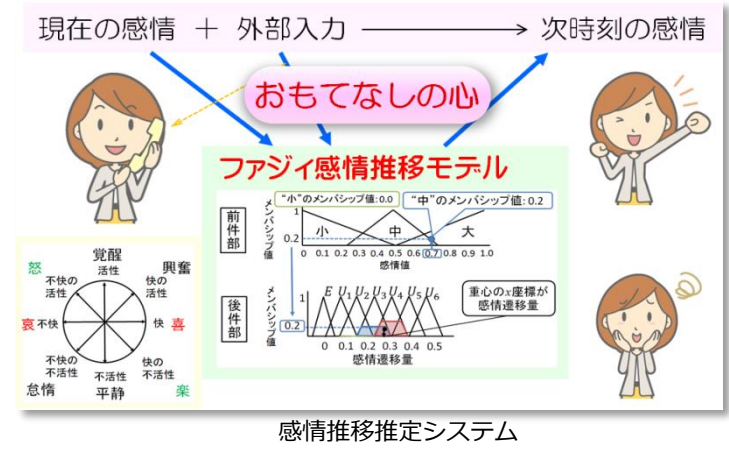 現在の感情 ＋ 外部入力 → 次時刻の感情
おもてなしの心
ファジィ感情推移モデル
"小"のメンバシップ値:0.0
"中"のメンバシップ値: 0.2
前件部
メンバシップ値
1
0.2
小 中 大
0 0.1 0.2 0.3 0.4 0.5 0.6 0.7 0.8 0.9 1.0
感情値
後件部
メンバシップ値
1
0.2
E U1 U2 U3 U4 U5 U6
重心のx座標が
感情遷移量
0 0.1 0.2 0.3 0.4 0.5
感情遷移量
覚醒
活性
怒
興奮
不快の
活性
快の
活性
哀 不快
快 喜
不快の
不活性
快の
不活性
不活性
怠惰
平静
楽
感情推移推定システム